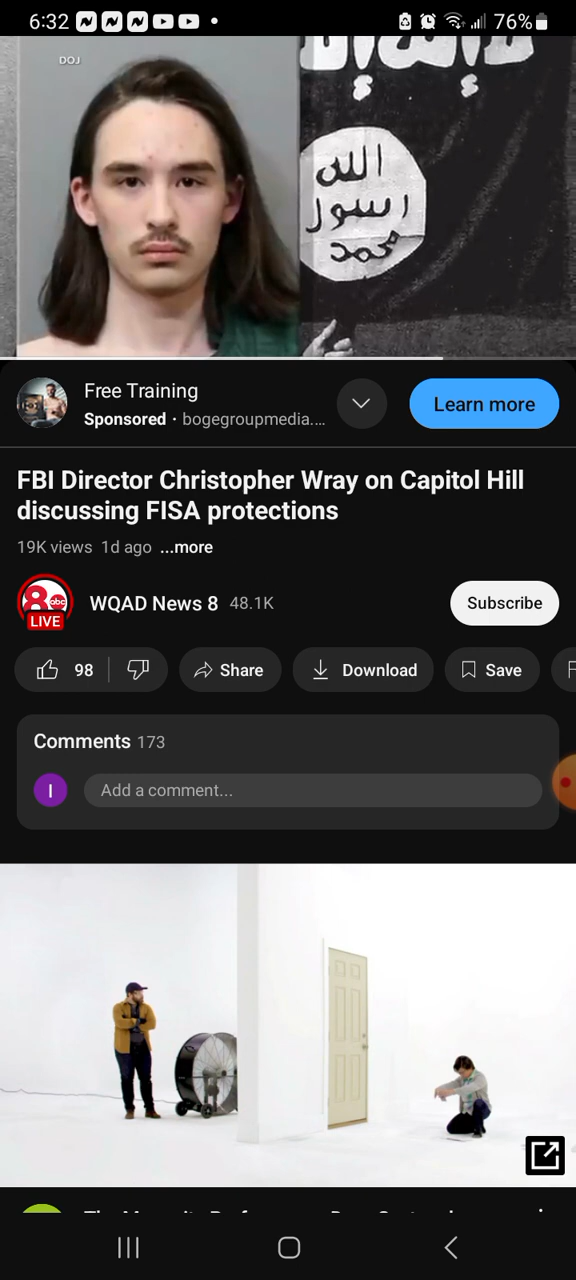 6:32
76%
DOJ
الله
رسول
محمد
Free Training
Sponsored · bogegroupmedia....
Learn more
FBI Director Christopher Wray on Capitol Hill
discussing FISA protections
19K views 1d ago ...more
8 abc
LIVE
WQAD News 8 48.1K
Subscribe
98
Share
Download
Save
Comments 173
I
Add a comment...